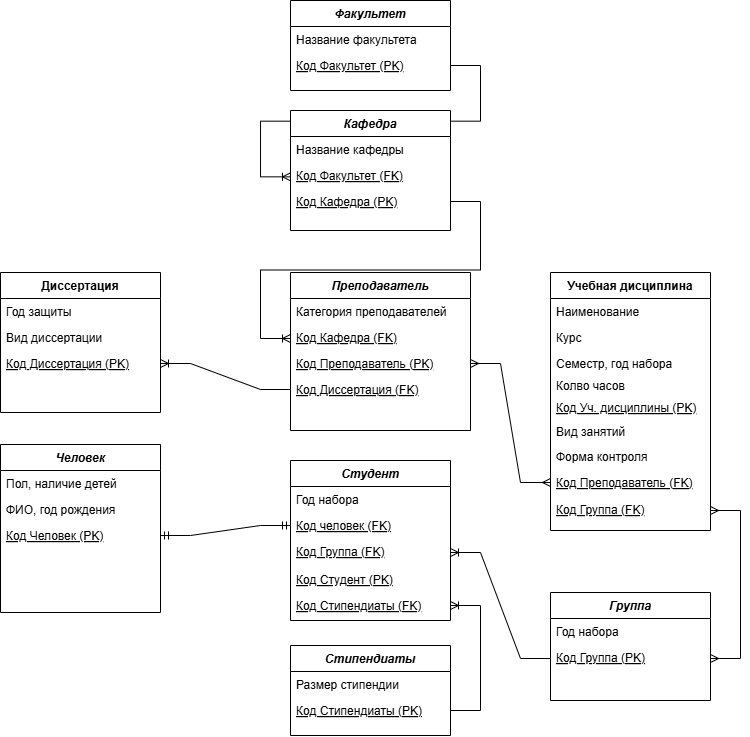 Факультет
Название факультета
Код Факультет (PK)
Кафедра
Название кафедры
Код Факультет (FK)
Код Кафедра (PK)
Диссертация
Год защиты
Вид диссертации
Код Диссертация (PK)
Преподаватель
Категория преподавателей
Код Кафедра (FK)
Код Преподаватель (PK)
Код Диссертация (FK)
Учебная дисциплина
Наименование
Курс
Семестр, год набора
Колво часов
Код Уч. дисциплины (PK)
Вид занятий
Форма контроля
Код Преподаватель (FK)
Код Группа (FK)
Человек
Пол, наличие детей
ФИО, год рождения
Код Человек (PK)
Студент
Год набора
Код человек (FK)
Код Группа (FK)
Код Студент (PK)
Код Стипендиаты (FK)
Группа
Год набора
Код Группа (PK)
Стипендиаты
Размер стипендии
Код Стипендиаты (PK)